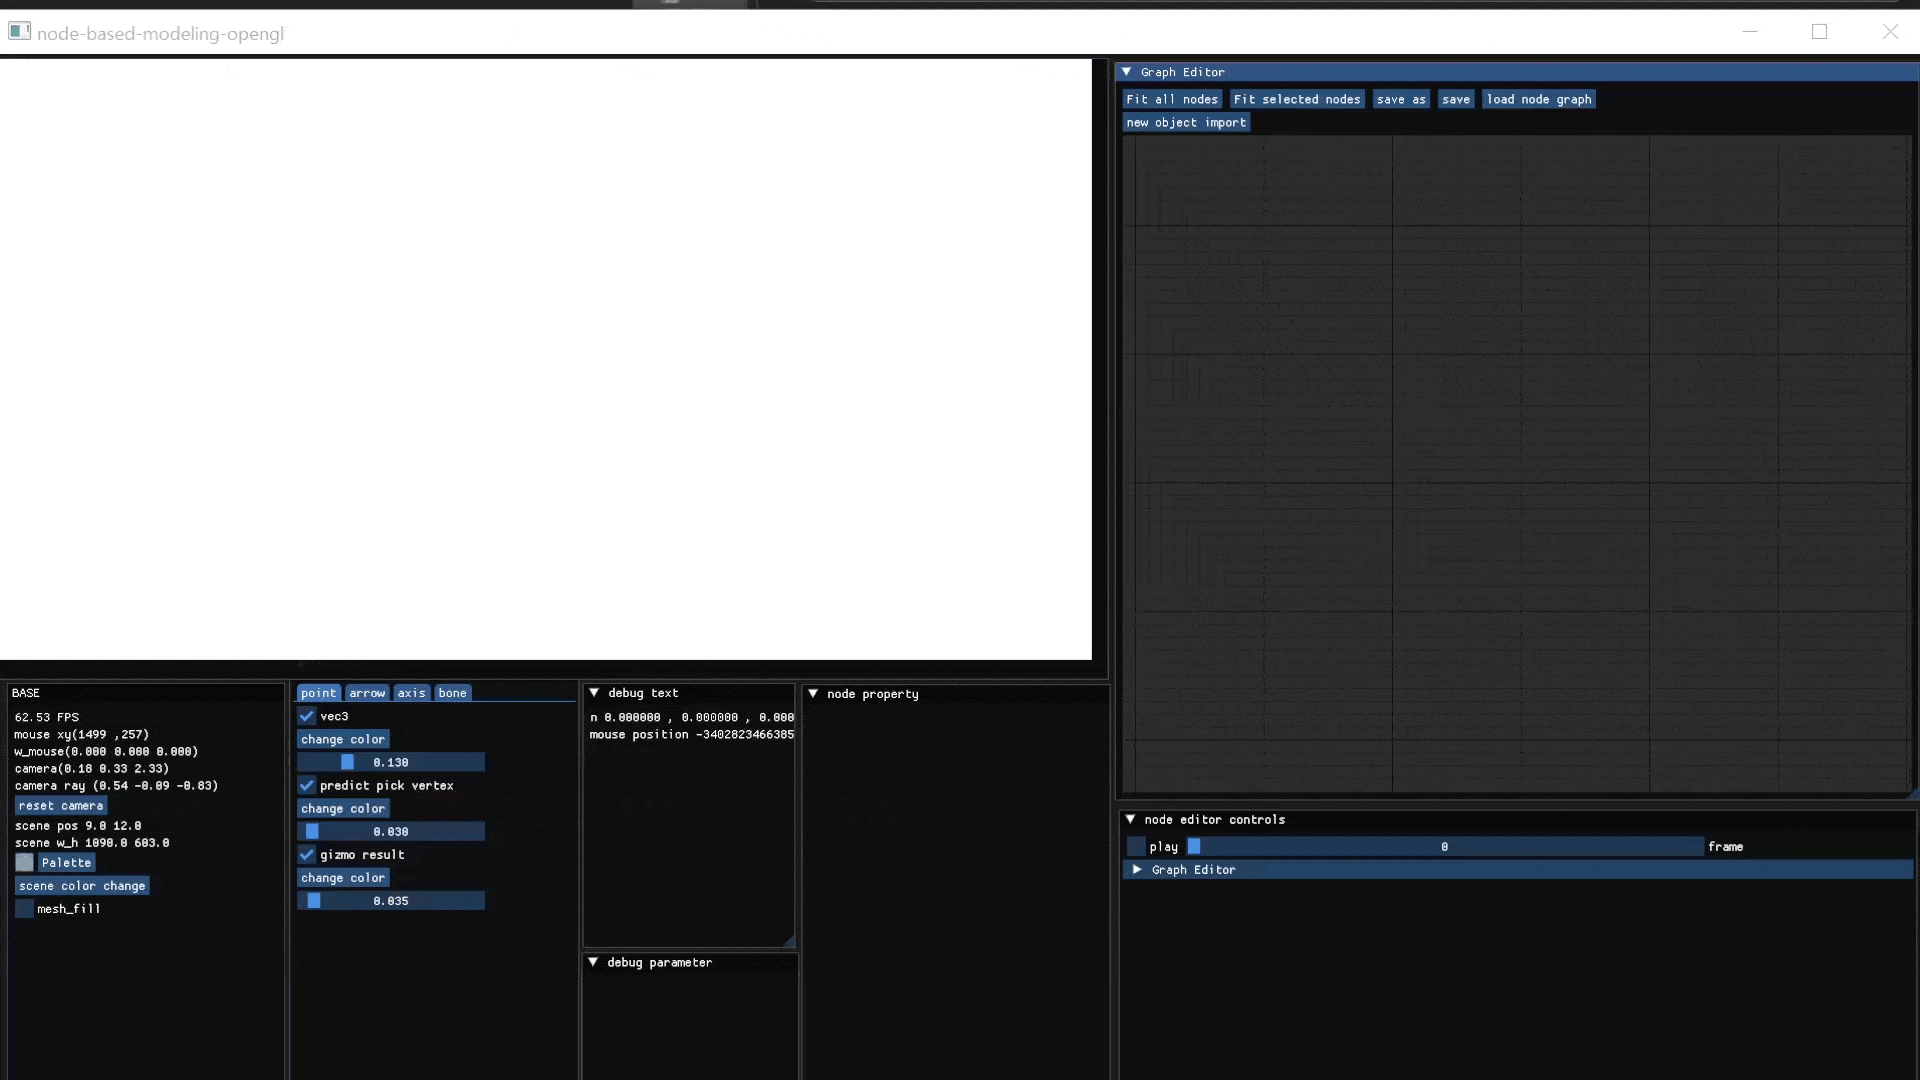 node-based-modeling-opengl
Graph Editor
Fit all nodes Fit selected nodes save as save load node graph
new object import
BASE
62.53 FPS
mouse xy(1499 ,257)
w_mouse(0.000 0.000 0.000)
camera(0.18 0.33 2.33)
camera ray (0.54 -0.09 -0.83)
reset camera
scene pos 9.0 12.0
scene w_h 1090.0 603.0
Palette
scene color change
mesh_fill
point arrow axis bone
vec3
change color
0.130
predict pick vertex
change color
0.030
gizmo result
change color
0.035
debug text
n 0.000000 , 0.000000 , 0.000
mouse position -3402823466385
debug parameter
node property
node editor controls
play 0 frame
Graph Editor